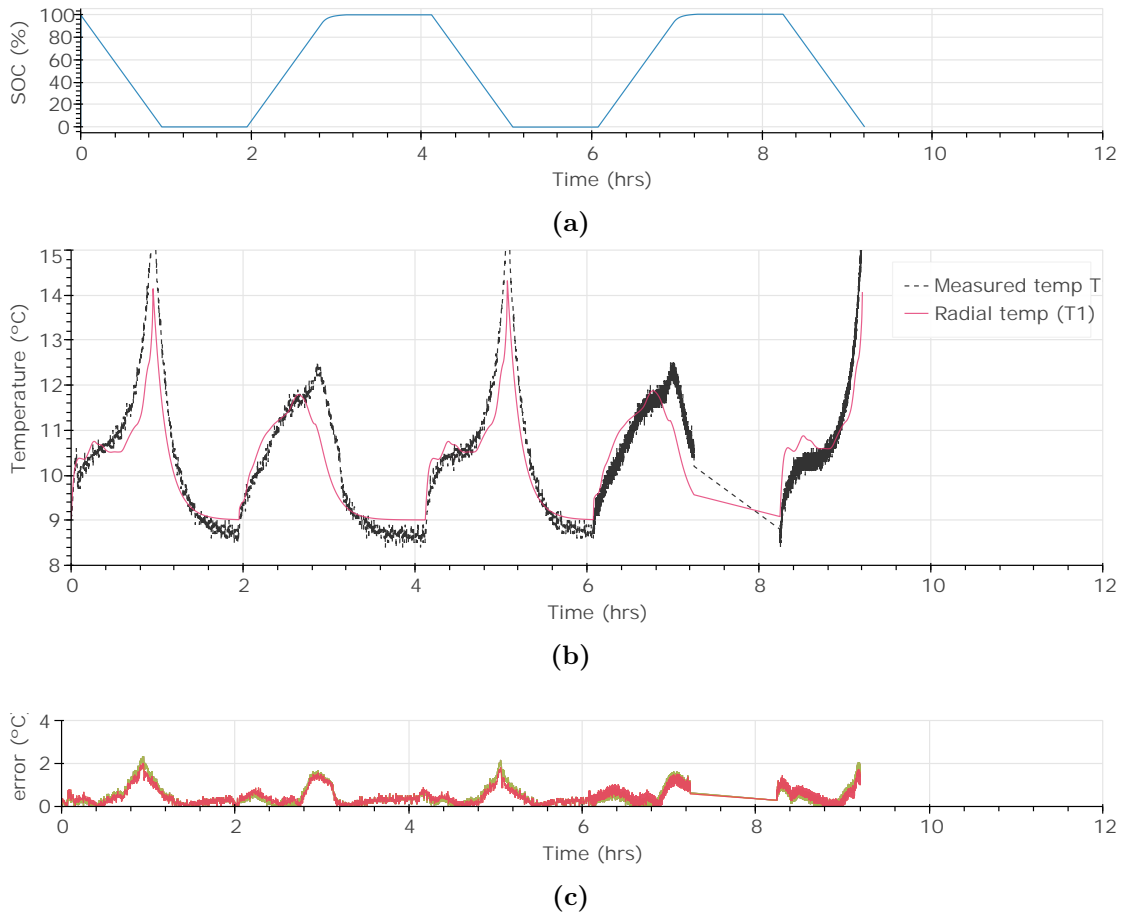 100
80
60
40
20
0
SOC (%)
0 2 4 6 8 10 12
Time (hrs)
(a)
15
14
13
12
11
10
9
8
Temperature (°C)
Measured temp T
Radial temp (T1)
0 2 4 6 8 10 12
Time (hrs)
(b)
4
2
0
error (°C)
0 2 4 6 8 10 12
Time (hrs)
(c)